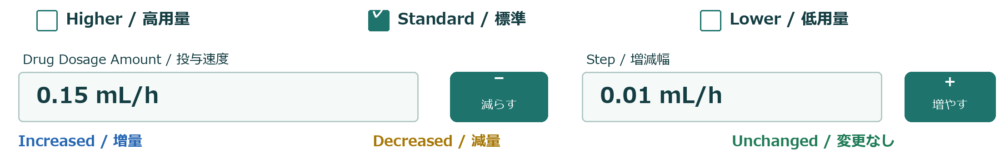 Higher / 高用量
Standard / 標準
Lower / 低用量
Drug Dosage Amount / 投与速度
Step / 増減幅
0.15 mL/h
−
減らす
0.01 mL/h
+
増やす
Increased / 増量
Decreased / 減量
Unchanged / 変更なし